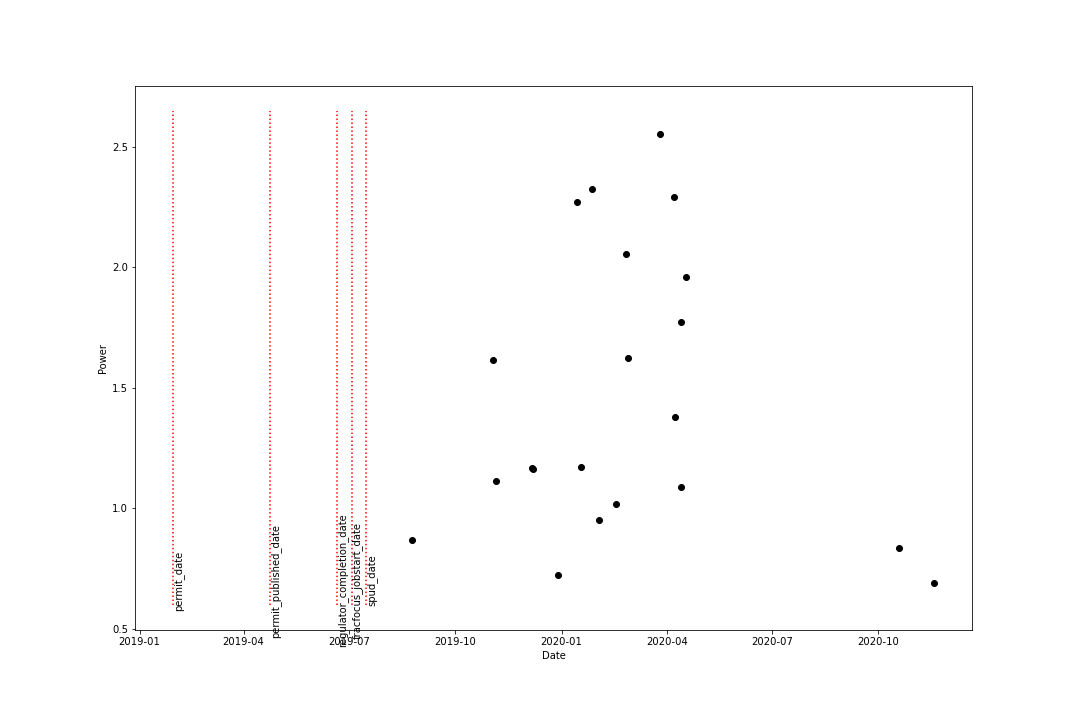 2.5
2.0
1.5
1.0
0.5
Power
permit_date
permit_published_date
regulator_completion_date
fracfocus_jobstart_date
spud_date
2019-01
2019-04
2019-07
2019-10
2020-01
2020-04
2020-07
2020-10
Date